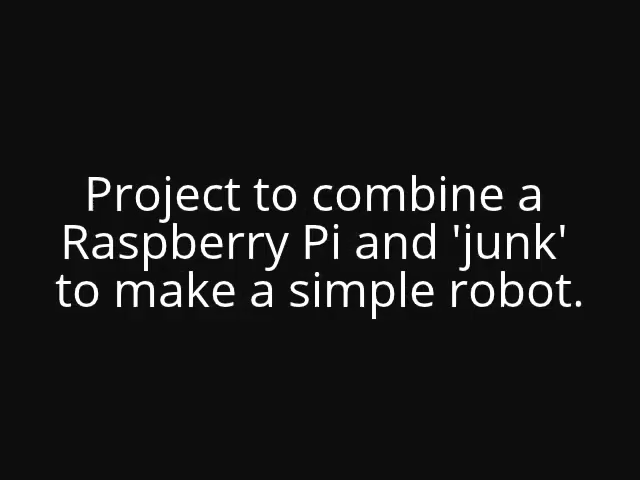 Project to combine a
Raspberry Pi and 'junk'
to make a simple robot.